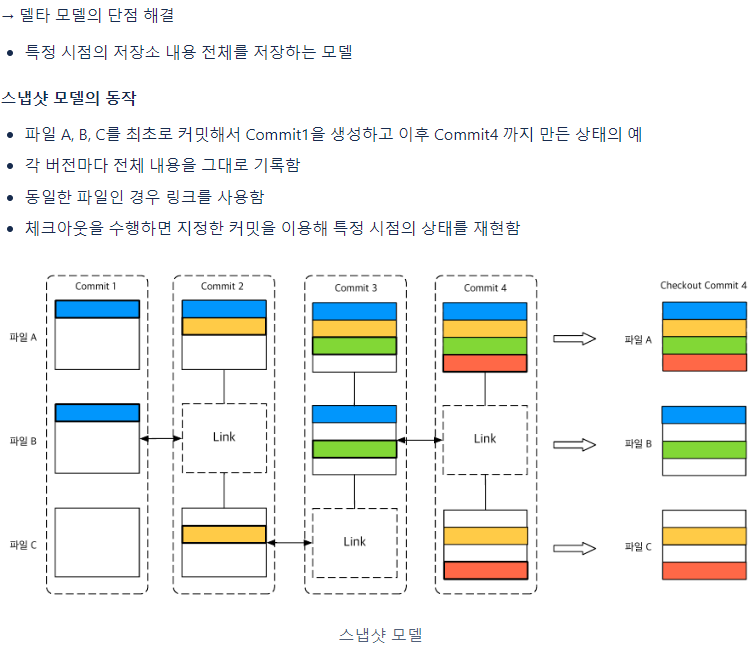 → 델타 모델의 단점 해결
• 특정 시점의 저장소 내용 전체를 저장하는 모델
스냅샷 모델의 동작
• 파일 A, B, C를 최초로 커밋해서 Commit1을 생성하고 이후 Commit4 까지 만든 상태의 예
• 각 버전마다 전체 내용을 그대로 기록함
• 동일한 파일인 경우 링크를 사용함
• 체크아웃을 수행하면 지정한 커밋을 이용해 특정 시점의 상태를 재현함
Commit 1 Commit 2 Commit 3 Commit 4 Checkout Commit 4
파일 A 파일 A
파일 B Link Link 파일 B
파일 C Link 파일 C
스냅샷 모델